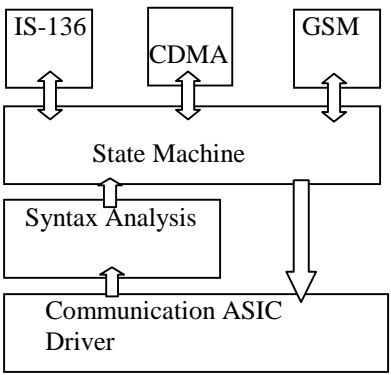 IS-136
CDMA
GSM
State Machine
Syntax Analysis
Communication ASIC
Driver